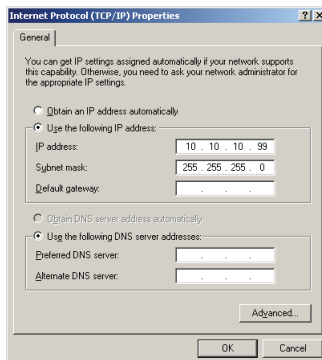 Internet Protocol (TCP/IP) Properties
General
You can get IP settings assigned automatically if your network supports
this capability. Otherwise, you need to ask your network administrator for
the appropriate IP settings.
Obtain an IP address automatically
Use the following IP address:
IP address: 10 . 10 . 10 . 99
Subnet mask: 255 . 255 . 255 . 0
Default gateway: . . .
Obtain DNS server address automatically
Use the following DNS server addresses:
Preferred DNS server: . . .
Alternate DNS server: . . .
Advanced...
OK Cancel